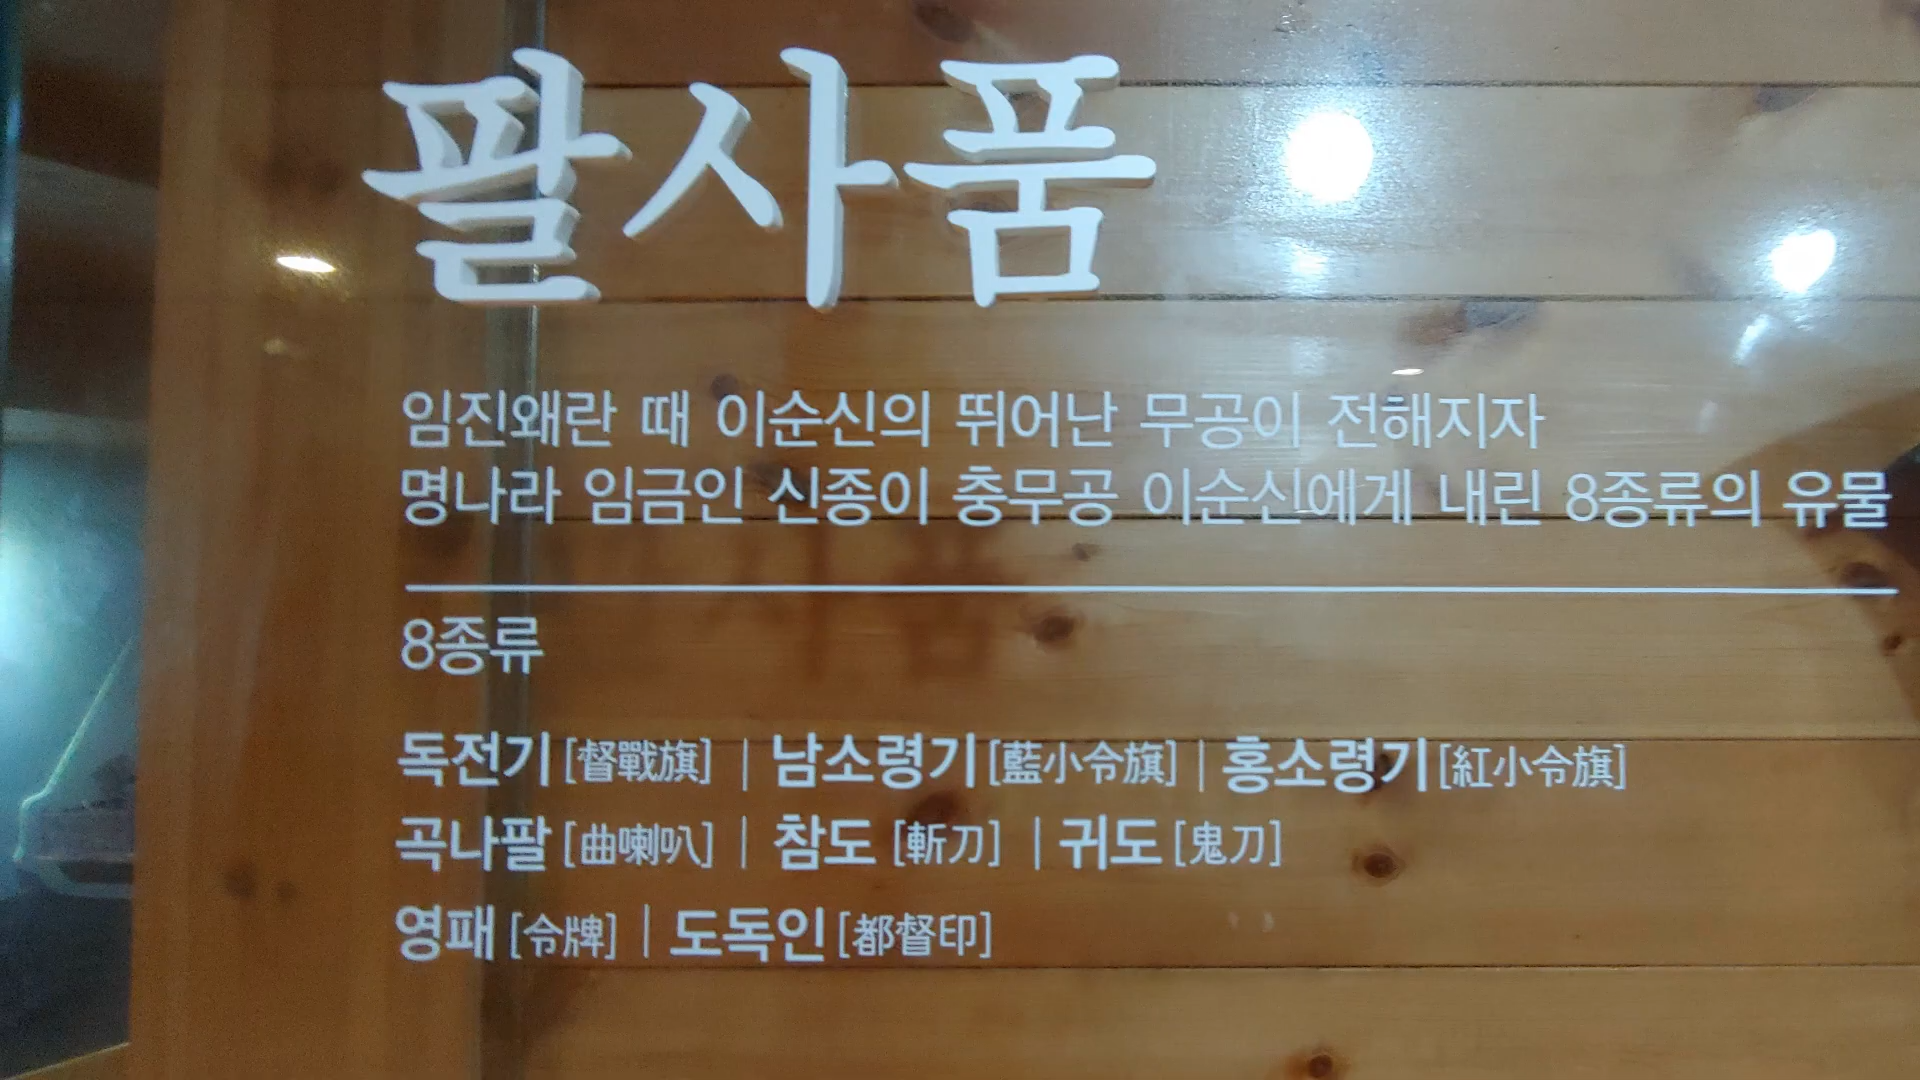 팔사품
임진왜란 때 이순신의 뛰어난 무공이 전해지자
명나라 임금인 신종이 충무공 이순신에게 내린 8종류의 유물
8종류
독전기 [督戰旗] | 남소령기 [藍小令旗] | 홍소령기 [紅小令旗]
곡나팔 [曲喇叭] | 참도 [斬刀] | 귀도 [鬼刀]
영패 [令牌] | 도독인 [都督印]